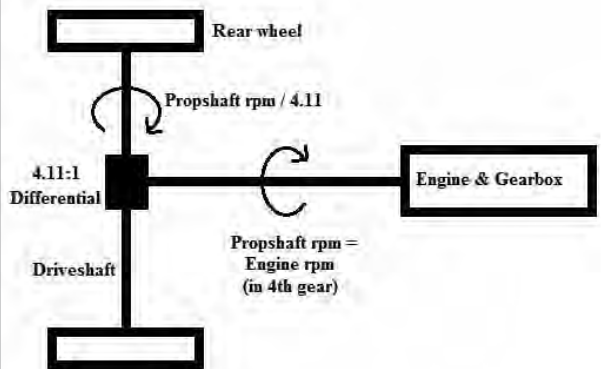 Rear wheel
Propshaft rpm / 4.11
4.11:1
Differential
Engine & Gearbox
Propshaft rpm =
Engine rpm
(in 4th gear)
Driveshaft